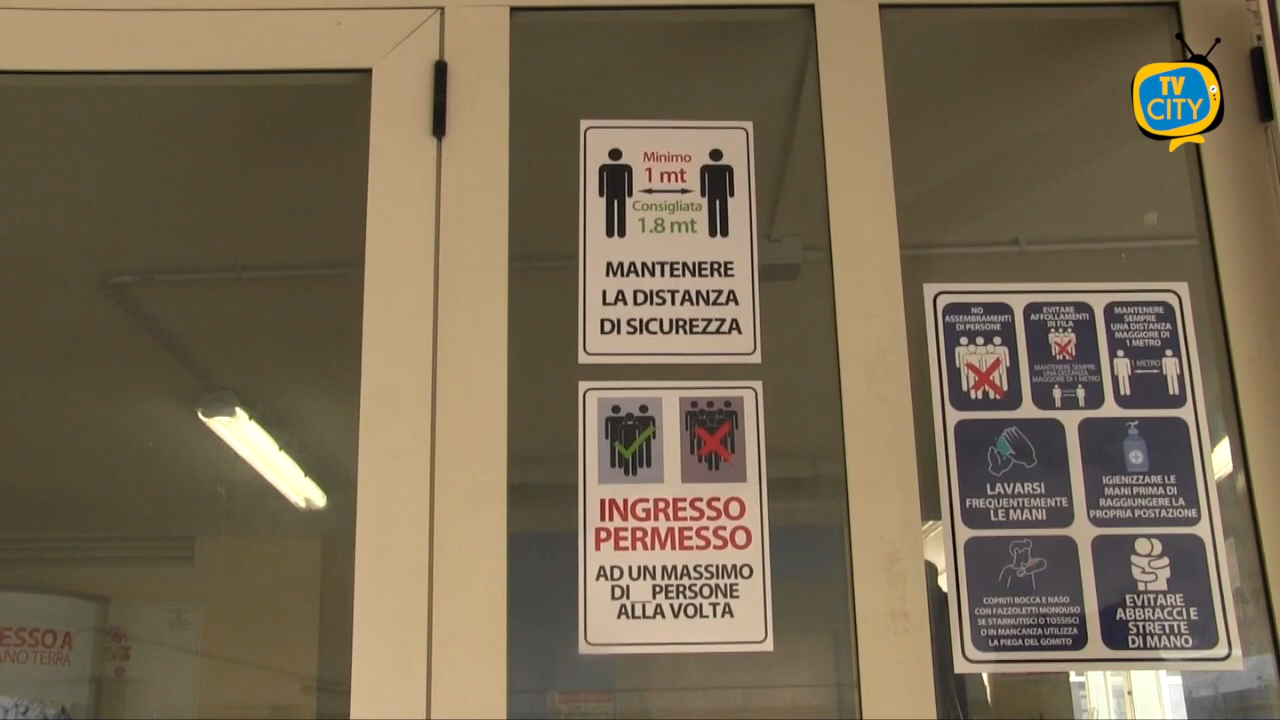 TV
CITY
Minimo
1 mt
Consigliata
1.8 mt
MANTENERE
LA DISTANZA
DI SICUREZZA
INGRESSO
PERMESSO
AD UN MASSIMO
DI__PERSONE
ALLA VOLTA
NO
ASSEMBRAMENTI
DI PERSONE
EVITARE
AFFOLLAMENTI
IN FILA
MANTENERE SEMPRE
UNA DISTANZA
MAGGIORE DI 1 METRO
MANTENERE
SEMPRE
UNA DISTANZA
MAGGIORE DI
1 METRO
1 METRO
LAVARSI
FREQUENTEMENTE
LE MANI
IGIENIZZARE LE
MANI PRIMA DI
RAGGIUNGERE LA
PROPRIA POSTAZIONE
COPRITI BOCCA E NASO
CON FAZZOLETTI MONOUSO
SE STARNUTISCI O TOSSISCI
O IN MANCANZA UTILIZZA
LA PIEGA DEL GOMITO
EVITARE
ABBRACCI E
STRETTE
DI MANO
ESSO A
ANO TERRA